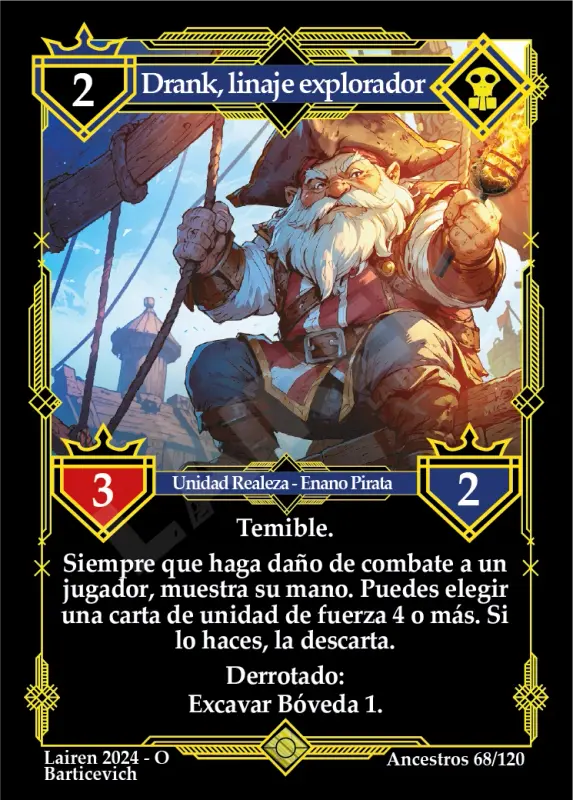 2
Drank, linaje explorador
3
Unidad Realeza - Enano Pirata
2
Temible.
Siempre que haga daño de combate a un
jugador, muestra su mano. Puedes elegir
una carta de unidad de fuerza 4 o más. Si
lo haces, la descarta.
Derrotado:
Excavar Bóveda 1.
Lairen 2024 - O
Barticevich
Ancestros 68/120